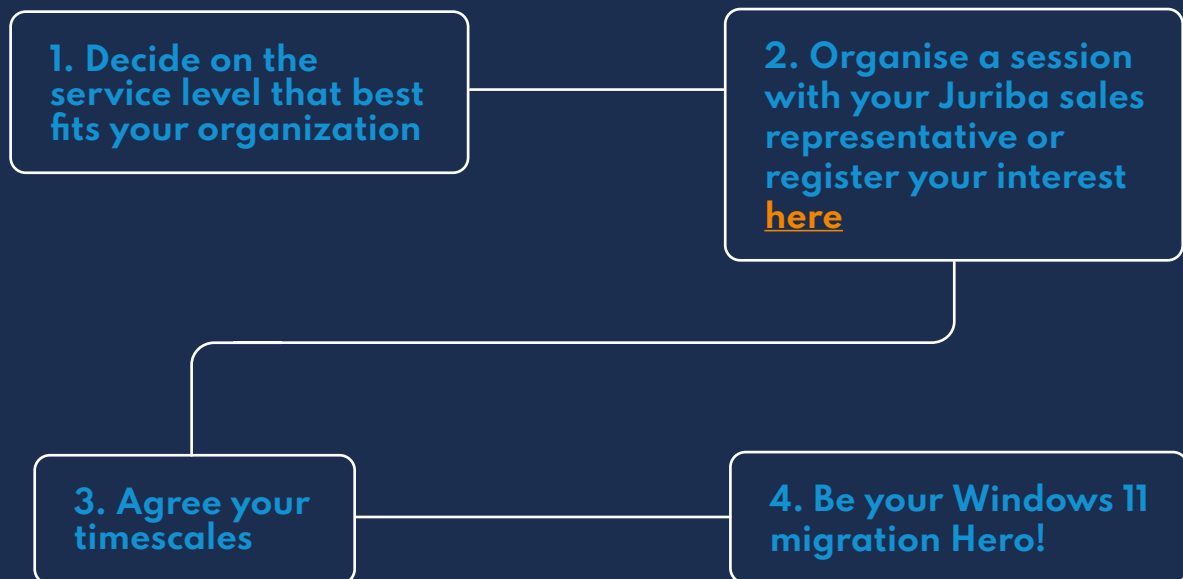 1. Decide on the
service level that best
fits your organization
2. Organise a session
with your Juriba sales
representative or
register your interest
here
3. Agree your
timescales
4. Be your Windows 11
migration Hero!